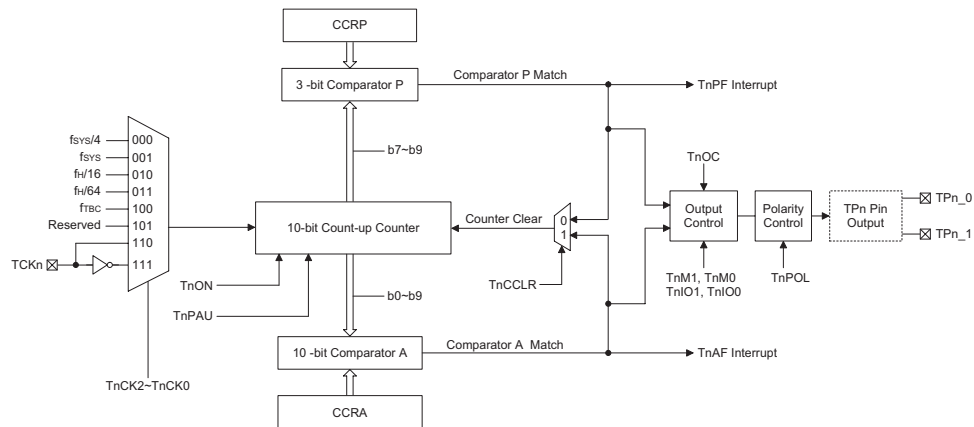 CCRP
3 -bit Comparator P
Comparator P Match
TnPF Interrupt
b7~b9
fSYS/4
000
fSYS
001
fH/16
010
fH/64
011
fTBC
100
Reserved
101
110
TCKn
111
10-bit Count-up Counter
Counter Clear
0
1
TnOC
Output
Control
Polarity
Control
TPn Pin
Output
TPn_0
TPn_1
TnON
TnPAU
b0~b9
TnCCLR
TnM1, TnM0
TnIO1, TnIO0
TnPOL
10 -bit Comparator A
Comparator A Match
TnAF Interrupt
TnCK2~TnCK0
CCRA